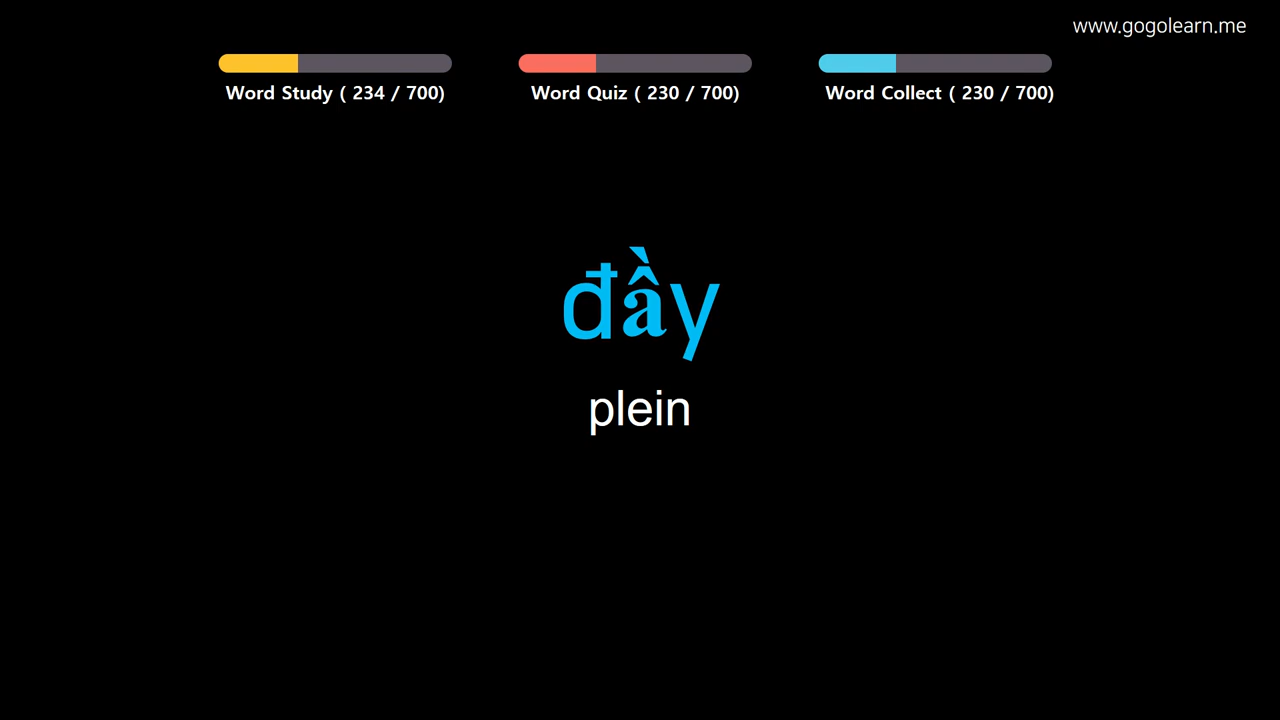 www.gogolearn.me
Word Study ( 234 / 700)
Word Quiz ( 230 / 700)
Word Collect ( 230 / 700)
đầy
plein